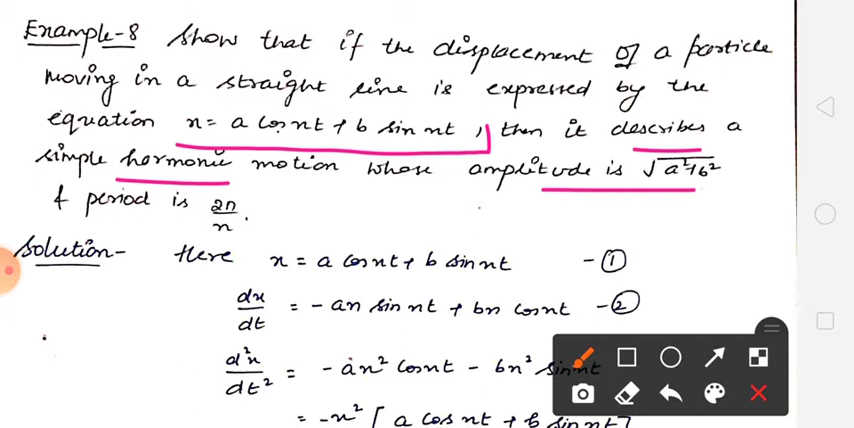 Example-8 Show that if the displacement of a particle
moving in a straight line is expressed by the
equation x = a cos nt + b sin nt, then it describes a
simple harmonic motion whose amplitude is √a²+b²
& period is 2π/n.
Solution- Here x = a cos nt + b sin nt -①
dx/dt = - an sin nt + bn cos nt -②
d²x/dt² = - an² cos nt - bn² sin nt
= -n² [a cos nt + b sin nt]